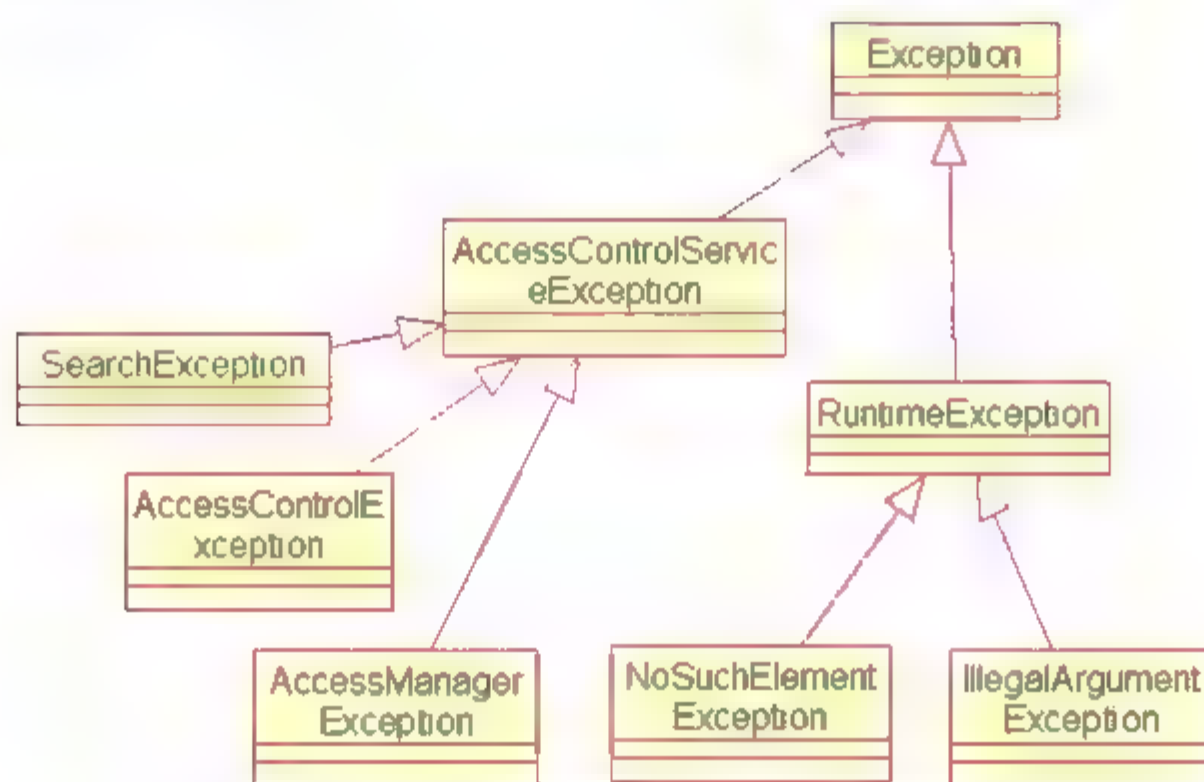 Exception
AccessControlServic
eException
SearchException
RuntimeException
AccessControlE
xception
AccessManager
Exception
NoSuchElement
Exception
IllegalArgument
Exception